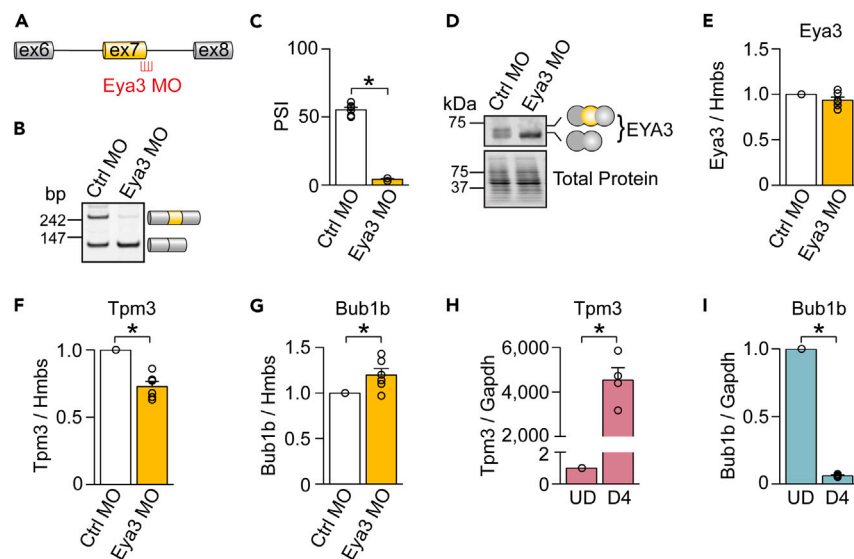 A
ex6 ex7 ex8
Eya3 MO
B
Ctrl MO
Eya3 MO
bp
242
147
C
100
50
0
PSI
*
Ctrl MO
Eya3 MO
D
Ctrl MO
Eya3 MO
kDa
75
EYA3
75
37
Total Protein
E
Eya3
1.5
1.0
0.5
0
Eya3 / Hmbs
Ctrl MO
Eya3 MO
F
Tpm3
*
1.0
0.5
0
Tpm3 / Hmbs
Ctrl MO
Eya3 MO
G
Bub1b
*
1.5
1.0
0.5
0
Bub1b / Hmbs
Ctrl MO
Eya3 MO
H
Tpm3
*
6,000
4,000
2,000
2
0
Tpm3 / Gapdh
UD D4
I
Bub1b
*
1.0
0.5
0
Bub1b / Gapdh
UD D4